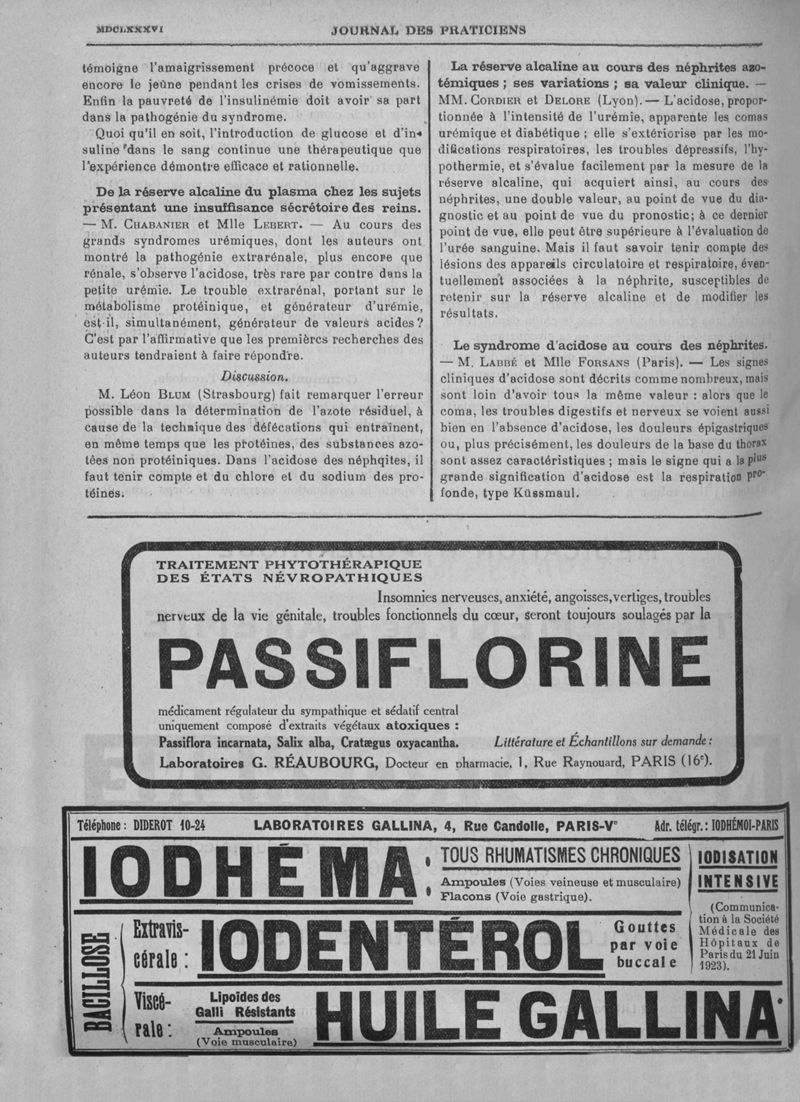 MDCLXXXVI
JOURNAL DES PRATICIENS
témoigne l'amaigrissement précoce et qu'aggrave
encore le jeûne pendant les crises de vomissements.
Enfin la pauvreté de l'insulinémie doit avoir sa part
dans la pathogénie du syndrome.
Quoi qu'il en soit, l'introduction de glucose et d'in-
suline dans le sang continue une thérapeutique que
l'expérience démontre efficace et rationnelle.
De la réserve alcaline du plasma chez les sujets
présentant une insuffisance sécrétoire des reins.
— M. CHABANIER et Mlle LEBERT. — Au cours des
grands syndromes urémiques, dont les auteurs ont
montré la pathogénie extrarénale, plus encore que
rénale, s'observe l'acidose, très rare par contre dans la
petite urémie. Le trouble extrarénal, portant sur le
métabolisme protéinique, et générateur d'urémie,
est-il, simultanément, générateur de valeurs acides ?
C'est par l'affirmative que les premières recherches des
auteurs tendraient à faire répondre.
Discussion.
M. Léon BLUM (Strasbourg) fait remarquer l'erreur
possible dans la détermination de l'azote résiduel, à
cause de la technique des défécations qui entraînent,
en même temps que les protéines, des substances azo-
tées non protéiniques. Dans l'acidose des néphqites, il
faut tenir compte et du chlore et du sodium des pro-
téines.
La réserve alcaline au cours des néphrites azo-
témiques ; ses variations ; sa valeur clinique. —
MM. CORDIER et DELORE (Lyon). — L'acidose, propor-
tionnée à l'intensité de l'urémie, apparente les comas
urémique et diabétique ; elle s'extériorise par les mo-
difications respiratoires, les troubles dépressifs, l'hy-
pothermie, et s'évalue facilement par la mesure de la
réserve alcaline, qui acquiert ainsi, au cours des
néphrites, une double valeur, au point de vue du dia-
gnostic et au point de vue du pronostic; à ce dernier
point de vue, elle peut être supérieure à l'évaluation de
l'urée sanguine. Mais il faut savoir tenir compte des
lésions des appareils circulatoire et respiratoire, éven-
tuellement associées à la néphrite, susceptibles de
retenir sur la réserve alcaline et de modifier les
résultats.
Le syndrome d'acidose au cours des néphrites.
— M. LABBÉ et Mlle FORSANS (Paris). — Les signes
cliniques d'acidose sont décrits comme nombreux, mais
sont loin d'avoir tous la même valeur : alors que le
coma, les troubles digestifs et nerveux se voient aussi
bien en l'absence d'acidose, les douleurs épigastriques
ou, plus précisément, les douleurs de la base du thorax
sont assez caractéristiques ; mais le signe qui a la plus
grande signification d'acidose est la respiration pro-
fonde, type Küssmaul.
TRAITEMENT PHYTOTHÉRAPIQUE
DES ÉTATS NÉVROPATHIQUES
Insomnies nerveuses, anxiété, angoisses, vertiges, troubles
nerveux de la vie génitale, troubles fonctionnels du cœur, seront toujours soulagés par la
PASSIFLORINE
médicament régulateur du sympathique et sédatif central
uniquement composé d'extraits végétaux atoxiques :
Passiflora incarnata, Salix alba, Cratægus oxyacantha. Littérature et Échantillons sur demande :
Laboratoires G. RÉAUBOURG, Docteur en pharmacie, 1, Rue Raynouard, PARIS (16e).
Téléphone : DIDEROT 10-24 LABORATOIRES GALLINA, 4, Rue Candolle, PARIS-Ve Adr. télégr. : IODHÉMOI-PARIS
IODHÉMA :
TOUS RHUMATISMES CHRONIQUES
Ampoules (Voies veineuse et musculaire)
Flacons (Voie gastrique).
IODISATION
INTENSIVE
(Communica-
tion à la Société
Médicale des
Hôpitaux de
Paris du 21 Juin
1923).
BACILLOSE
Extravis-
cérale :
IODENTÉROL
Gouttes
par voie
buccale
Viscé-
rale :
Lipoïdes des
Galli Résistants
Ampoules
(Voie musculaire)
HUILE GALLINA